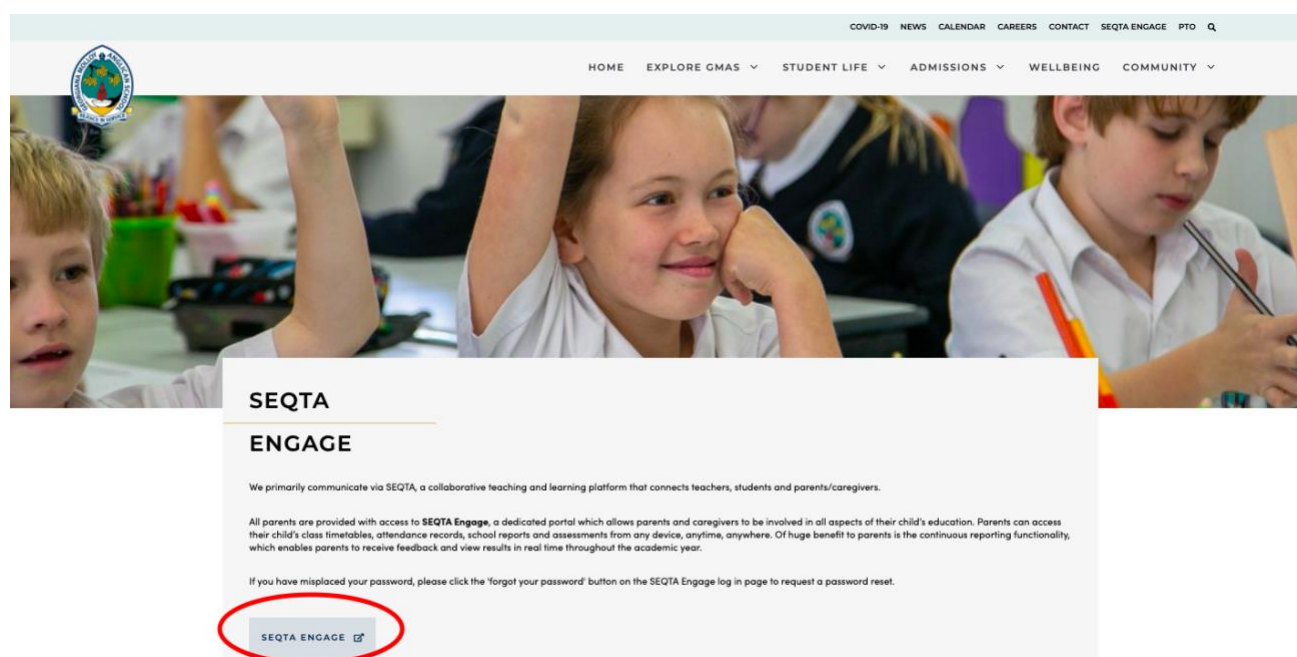 COVID-19 NEWS CALENDAR CAREERS CONTACT SEQTA ENGAGE PTO
HOME EXPLORE GMAS STUDENT LIFE ADMISSIONS WELLBEING COMMUNITY
GEORGIANA MOLLOY ANGLICAN SCHOOL
SEQTA
ENGAGE
We primarily communicate via SEQTA, a collaborative teaching and learning platform that connects teachers, students and parents/caregivers.
All parents are provided with access to SEQTA Engage, a dedicated portal which allows parents and caregivers to be involved in all aspects of their child's education. Parents can access
their child's class timetables, attendance records, school reports and assessments from any device, anytime, anywhere. Of huge benefit to parents is the continuous reporting functionality,
which enables parents to receive feedback and view results in real time throughout the academic year.
If you have misplaced your password, please click the 'forgot your password' button on the SEQTA Engage log in page to request a password reset.
SEQTA ENGAGE